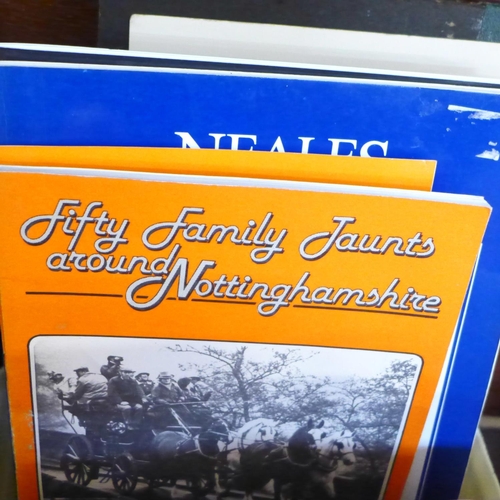 NEALES
Fifty Family Jaunts
around Nottinghamshire